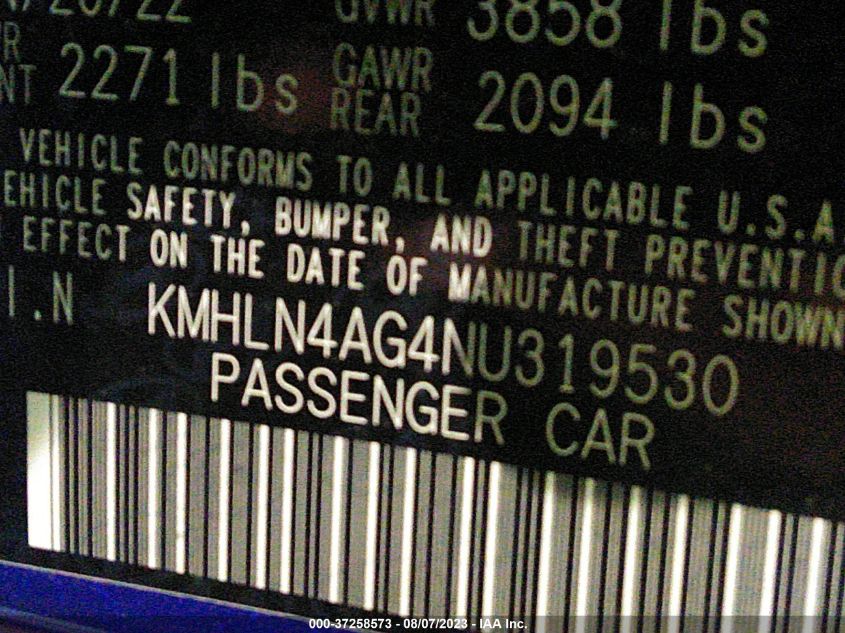 GVWR 3858 lbs
2271 lbs GAWR REAR 2094 lbs
VEHICLE CONFORMS TO ALL APPLICABLE U.S.A.
VEHICLE SAFETY, BUMPER, AND THEFT PREVENTIO
EFFECT ON THE DATE OF MANUFACTURE SHOWN
I.N KMHLN4AG4NU319530
PASSENGER CAR
000-37258573 - 08/07/2023 - IAA Inc.